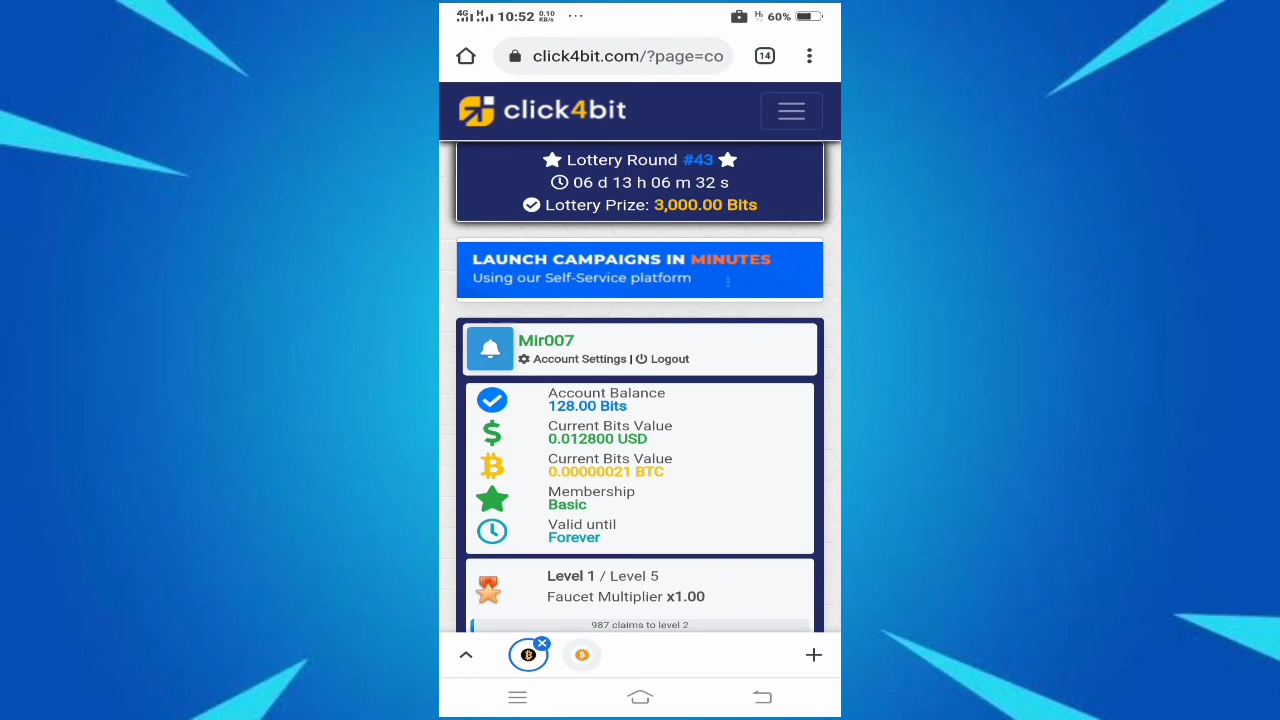 4G H 10:52 0.10 KB/s ... 60%
click4bit.com/?page=co 14
click4bit
Lottery Round #43
06 d 13 h 06 m 32 s
Lottery Prize: 3,000.00 Bits
LAUNCH CAMPAIGNS IN MINUTES
Using our Self-Service platform
Mir007
Account Settings | Logout
Account Balance
128.00 Bits
Current Bits Value
0.012800 USD
Current Bits Value
0.00000021 BTC
Membership
Basic
Valid until
Forever
Level 1 / Level 5
Faucet Multiplier x1.00
987 claims to level 2